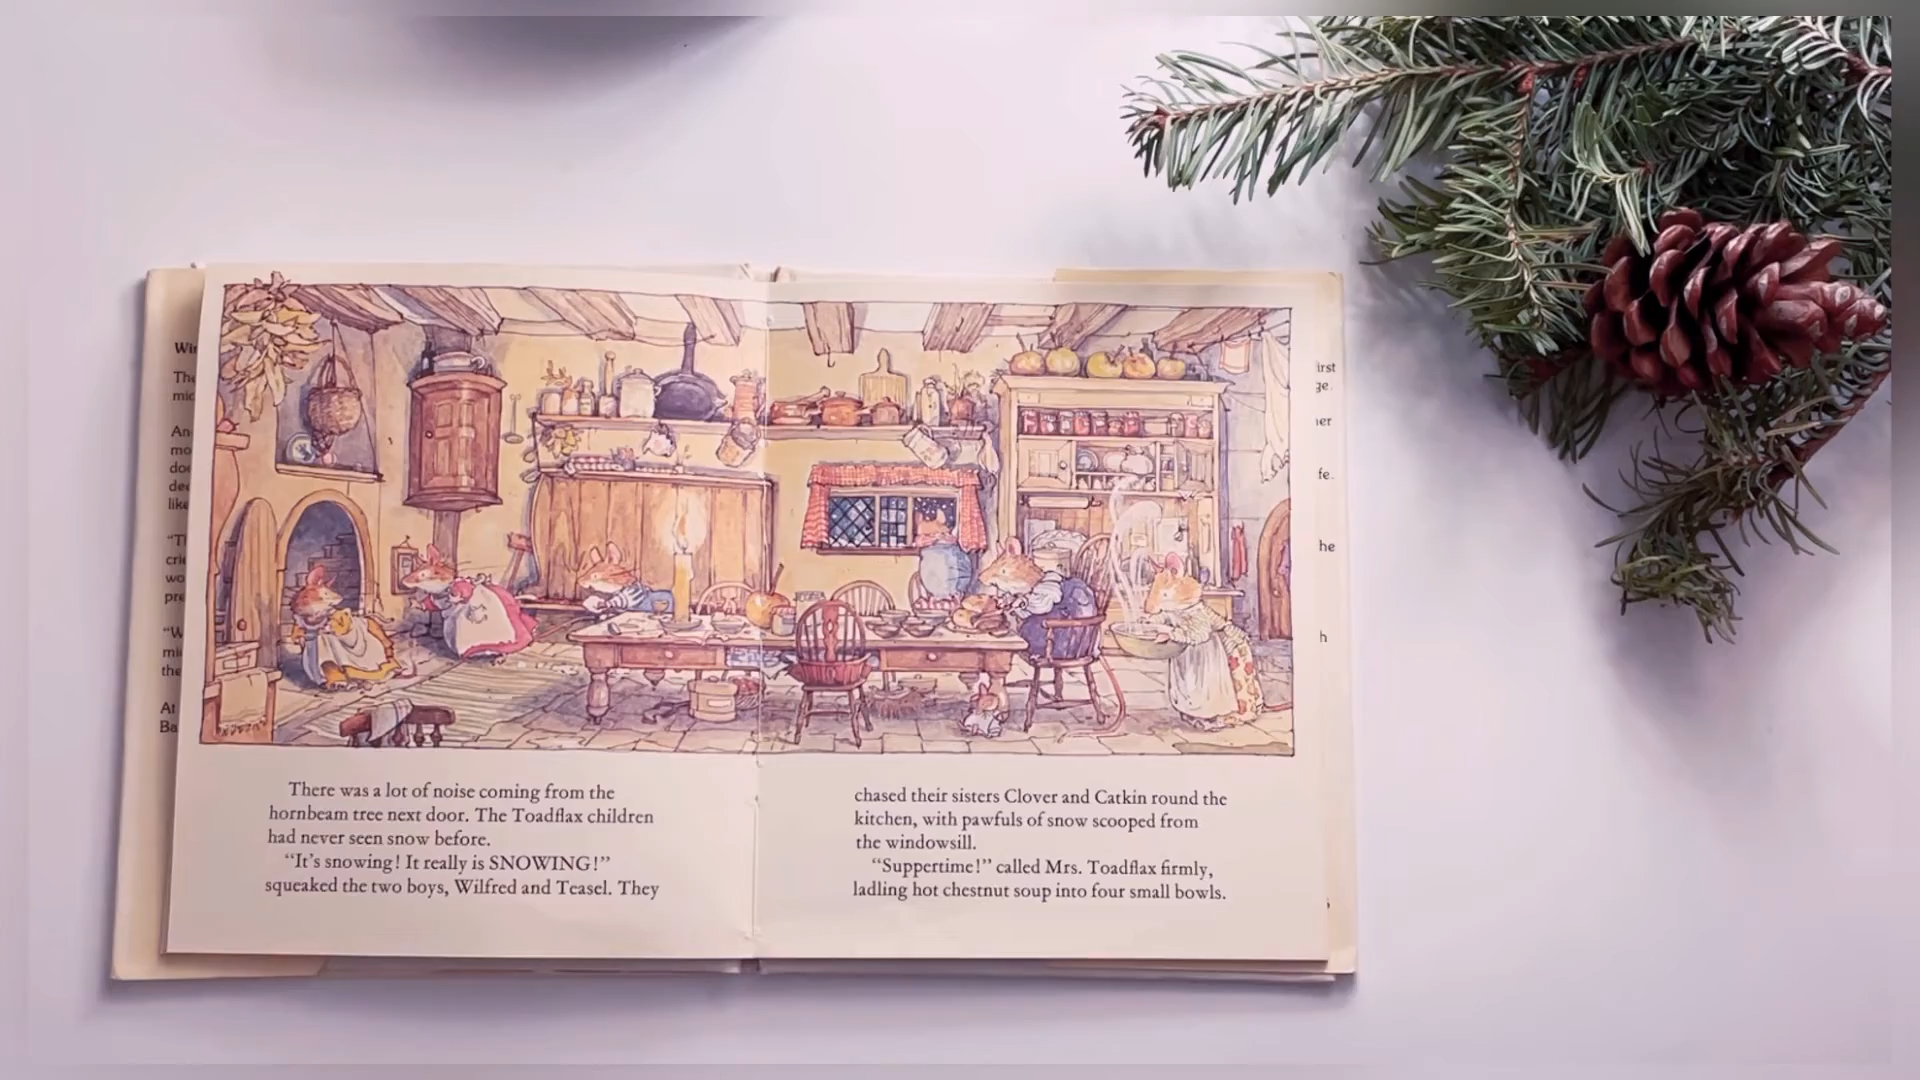 There was a lot of noise coming from the
hornbeam tree next door. The Toadflax children
had never seen snow before.
“It’s snowing! It really is SNOWING!”
squeaked the two boys, Wilfred and Teasel. They
chased their sisters Clover and Catkin round the
kitchen, with pawfuls of snow scooped from
the windowsill.
“Suppertime!” called Mrs. Toadflax firmly,
ladling hot chestnut soup into four small bowls.